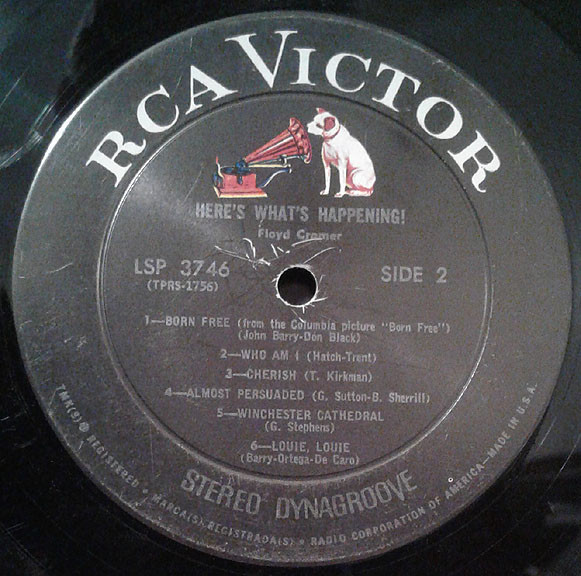 RCA VICTOR
HERE'S WHAT'S HAPPENING!
Floyd Cramer
LSP 3746
(TPRS-1756)
SIDE 2
1—BORN FREE (from the Columbia picture "Born Free")
(John Barry-Don Black)
2—WHO AM I (Hatch-Trent)
3—CHERISH (T. Kirkman)
4—ALMOST PERSUADED (G. Sutton-B. Sherrill)
5—WINCHESTER CATHEDRAL
(G. Stephens)
6—LOUIE, LOUIE
(Barry-Ortega-De Caro)
STEREO DYNAGROOVE
TMK(S) ® REGISTERED • MARCA(S) REGISTRADA(S) • RADIO CORPORATION OF AMERICA—MADE IN U.S.A.